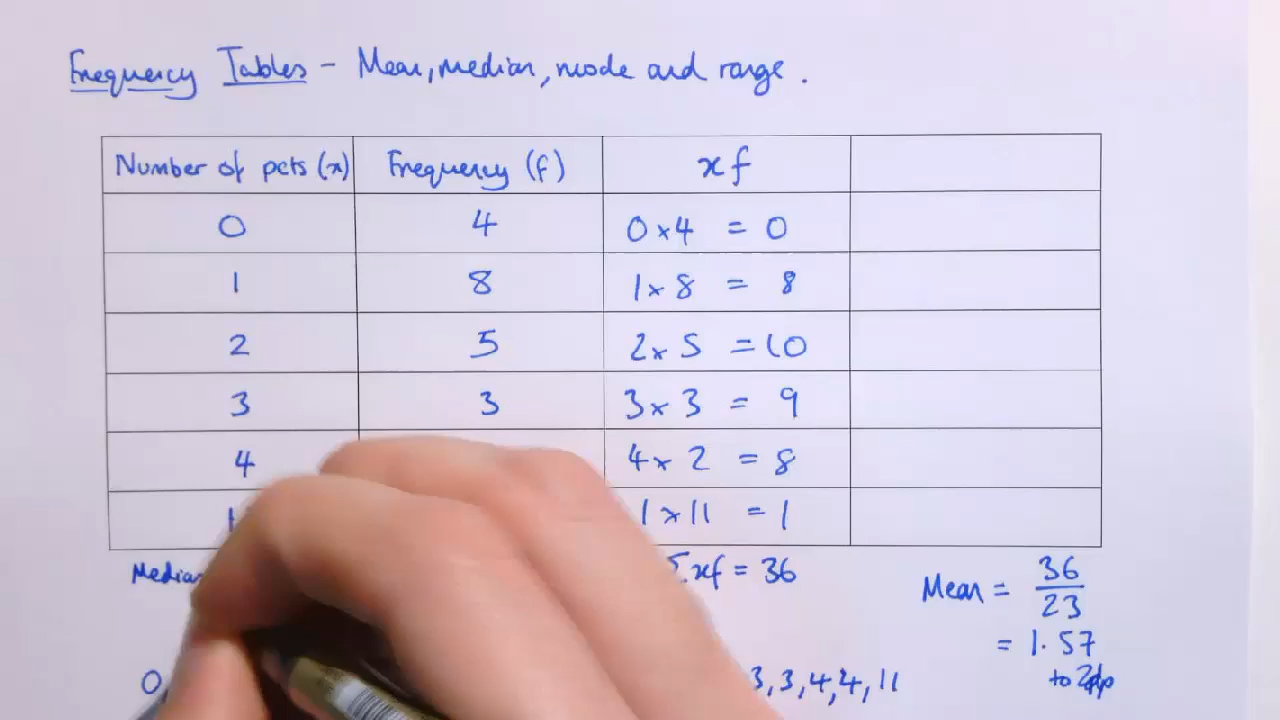 Frequency Tables - Mean, median, mode and range.
Number of pets (x) Frequency (f) xf
0 4 0 x 4 = 0
1 8 1 x 8 = 8
2 5 2 x 5 = 10
3 3 3 x 3 = 9
4 4 x 2 = 8
1 x 11 = 1
xf = 36
Mean = 36/23
= 1.57
to 2dp
0, 3, 3, 4, 4, 11